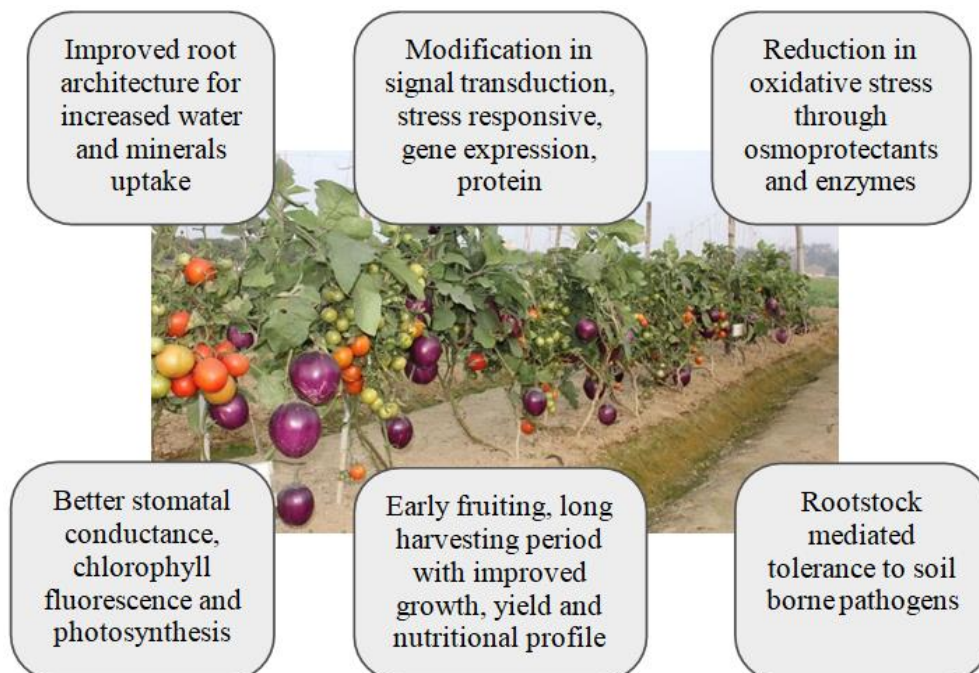 Improved root
architecture for
increased water
and minerals
uptake
Modification in
signal transduction,
stress responsive,
gene expression,
protein
Reduction in
oxidative stress
through
osmoprotectants
and enzymes
Better stomatal
conductance,
chlorophyll
fluorescence and
photosynthesis
Early fruiting, long
harvesting period
with improved
growth, yield and
nutritional profile
Rootstock
mediated
tolerance to soil
borne pathogens